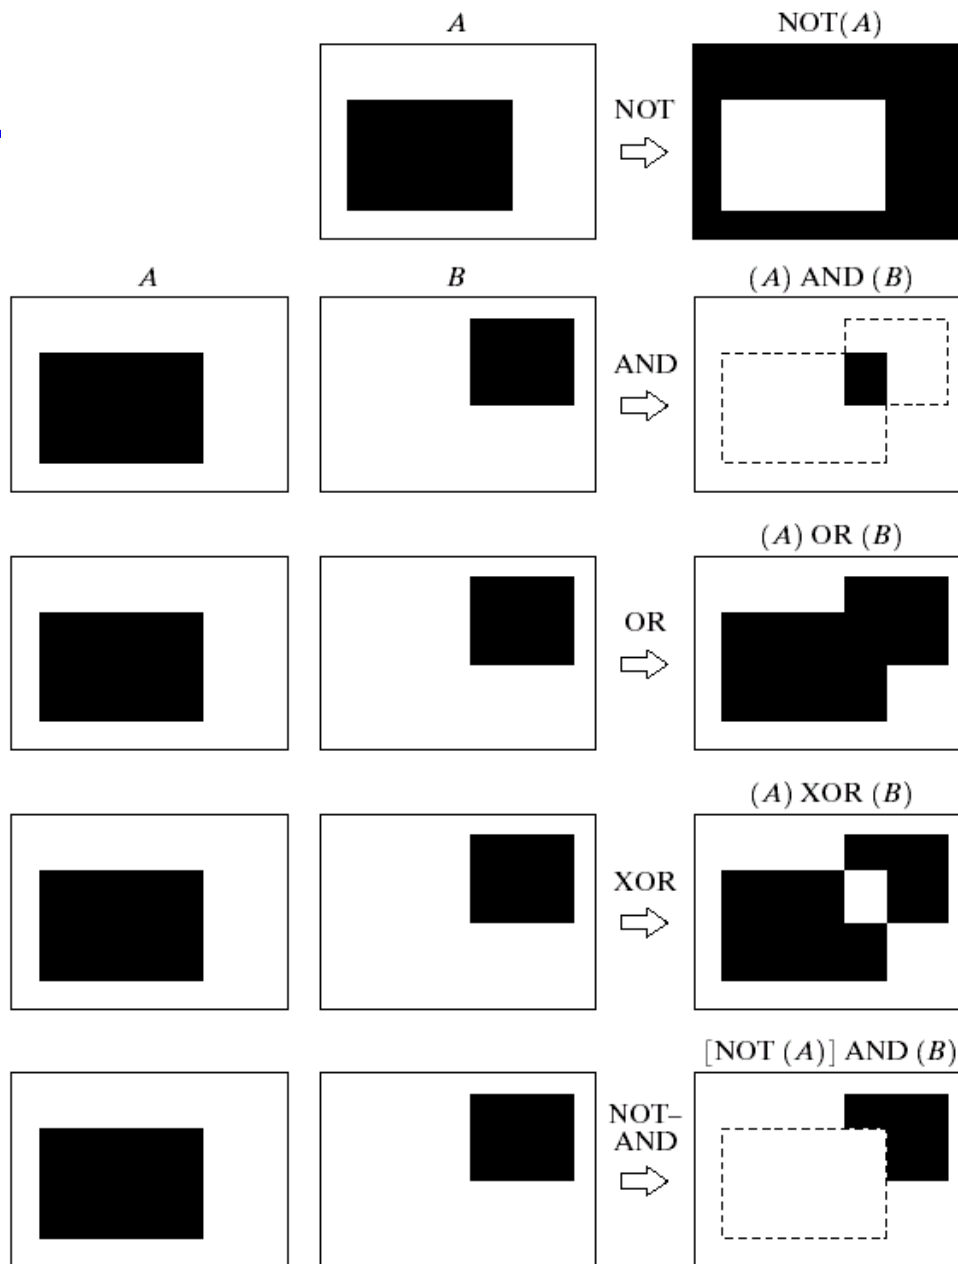 A NOT(A)
NOT
A B (A) AND (B)
AND
(A) OR (B)
OR
(A) XOR (B)
XOR
[NOT (A)] AND (B)
NOT–
AND